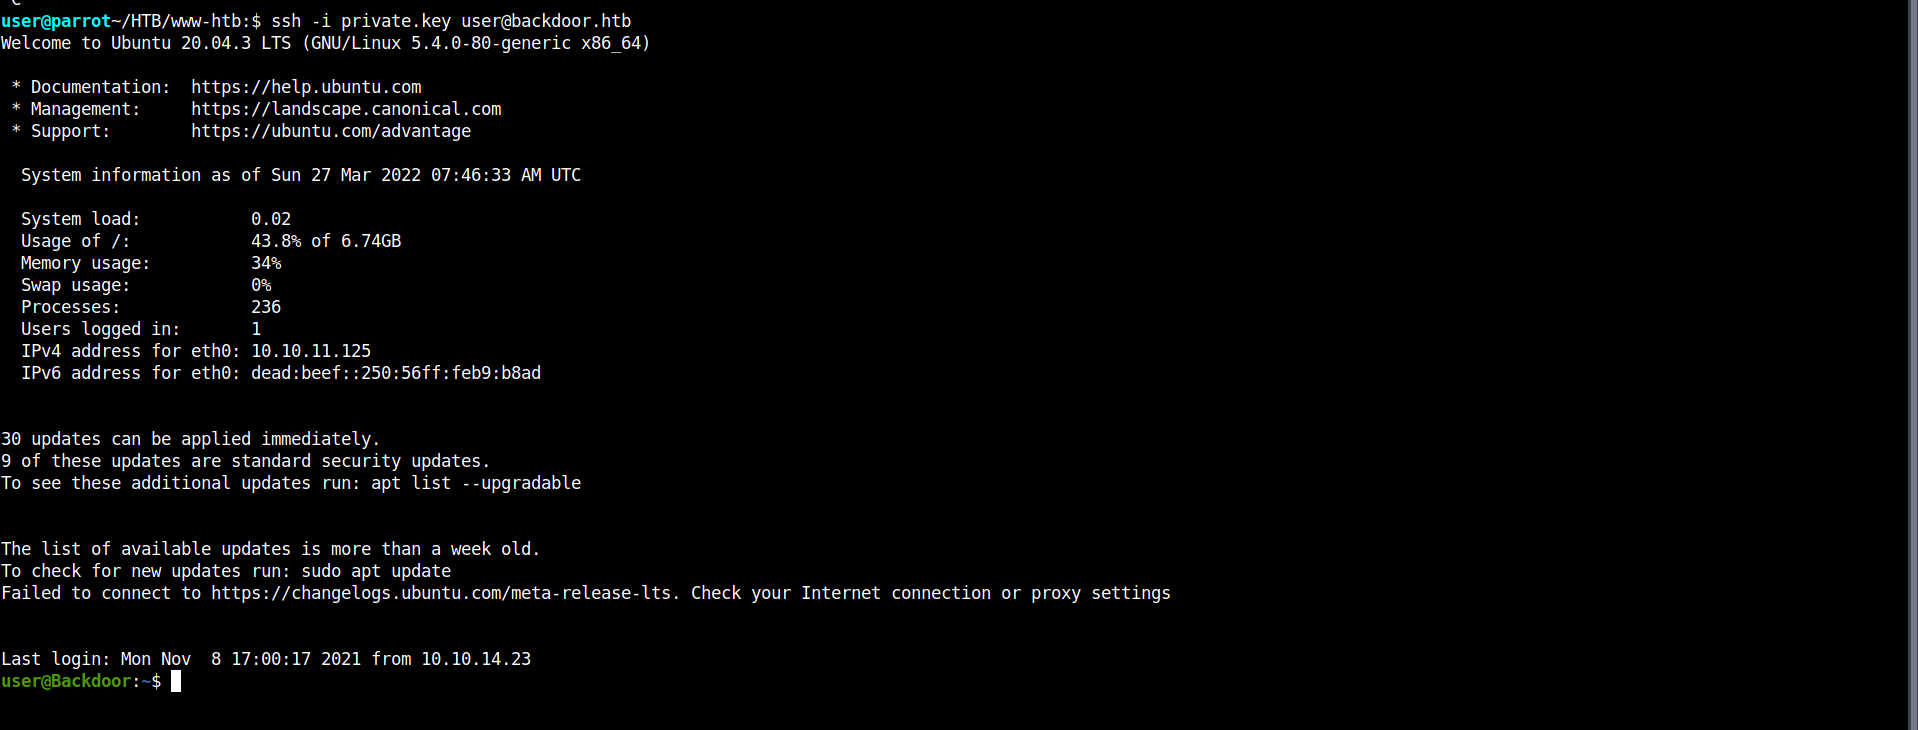 user@parrot~/HTB/www-htb:$ ssh -i private.key user@backdoor.htb
Welcome to Ubuntu 20.04.3 LTS (GNU/Linux 5.4.0-80-generic x86_64)
* Documentation:  https://help.ubuntu.com
* Management:     https://landscape.canonical.com
* Support:        https://ubuntu.com/advantage
System information as of Sun 27 Mar 2022 07:46:33 AM UTC
System load:           0.02
Usage of /:            43.8% of 6.74GB
Memory usage:          34%
Swap usage:            0%
Processes:             236
Users logged in:       1
IPv4 address for eth0: 10.10.11.125
IPv6 address for eth0: dead:beef::250:56ff:feb9:b8ad
30 updates can be applied immediately.
9 of these updates are standard security updates.
To see these additional updates run: apt list --upgradable
The list of available updates is more than a week old.
To check for new updates run: sudo apt update
Failed to connect to https://changelogs.ubuntu.com/meta-release-lts. Check your Internet connection or proxy settings
Last login: Mon Nov  8 17:00:17 2021 from 10.10.14.23
user@Backdoor:~$